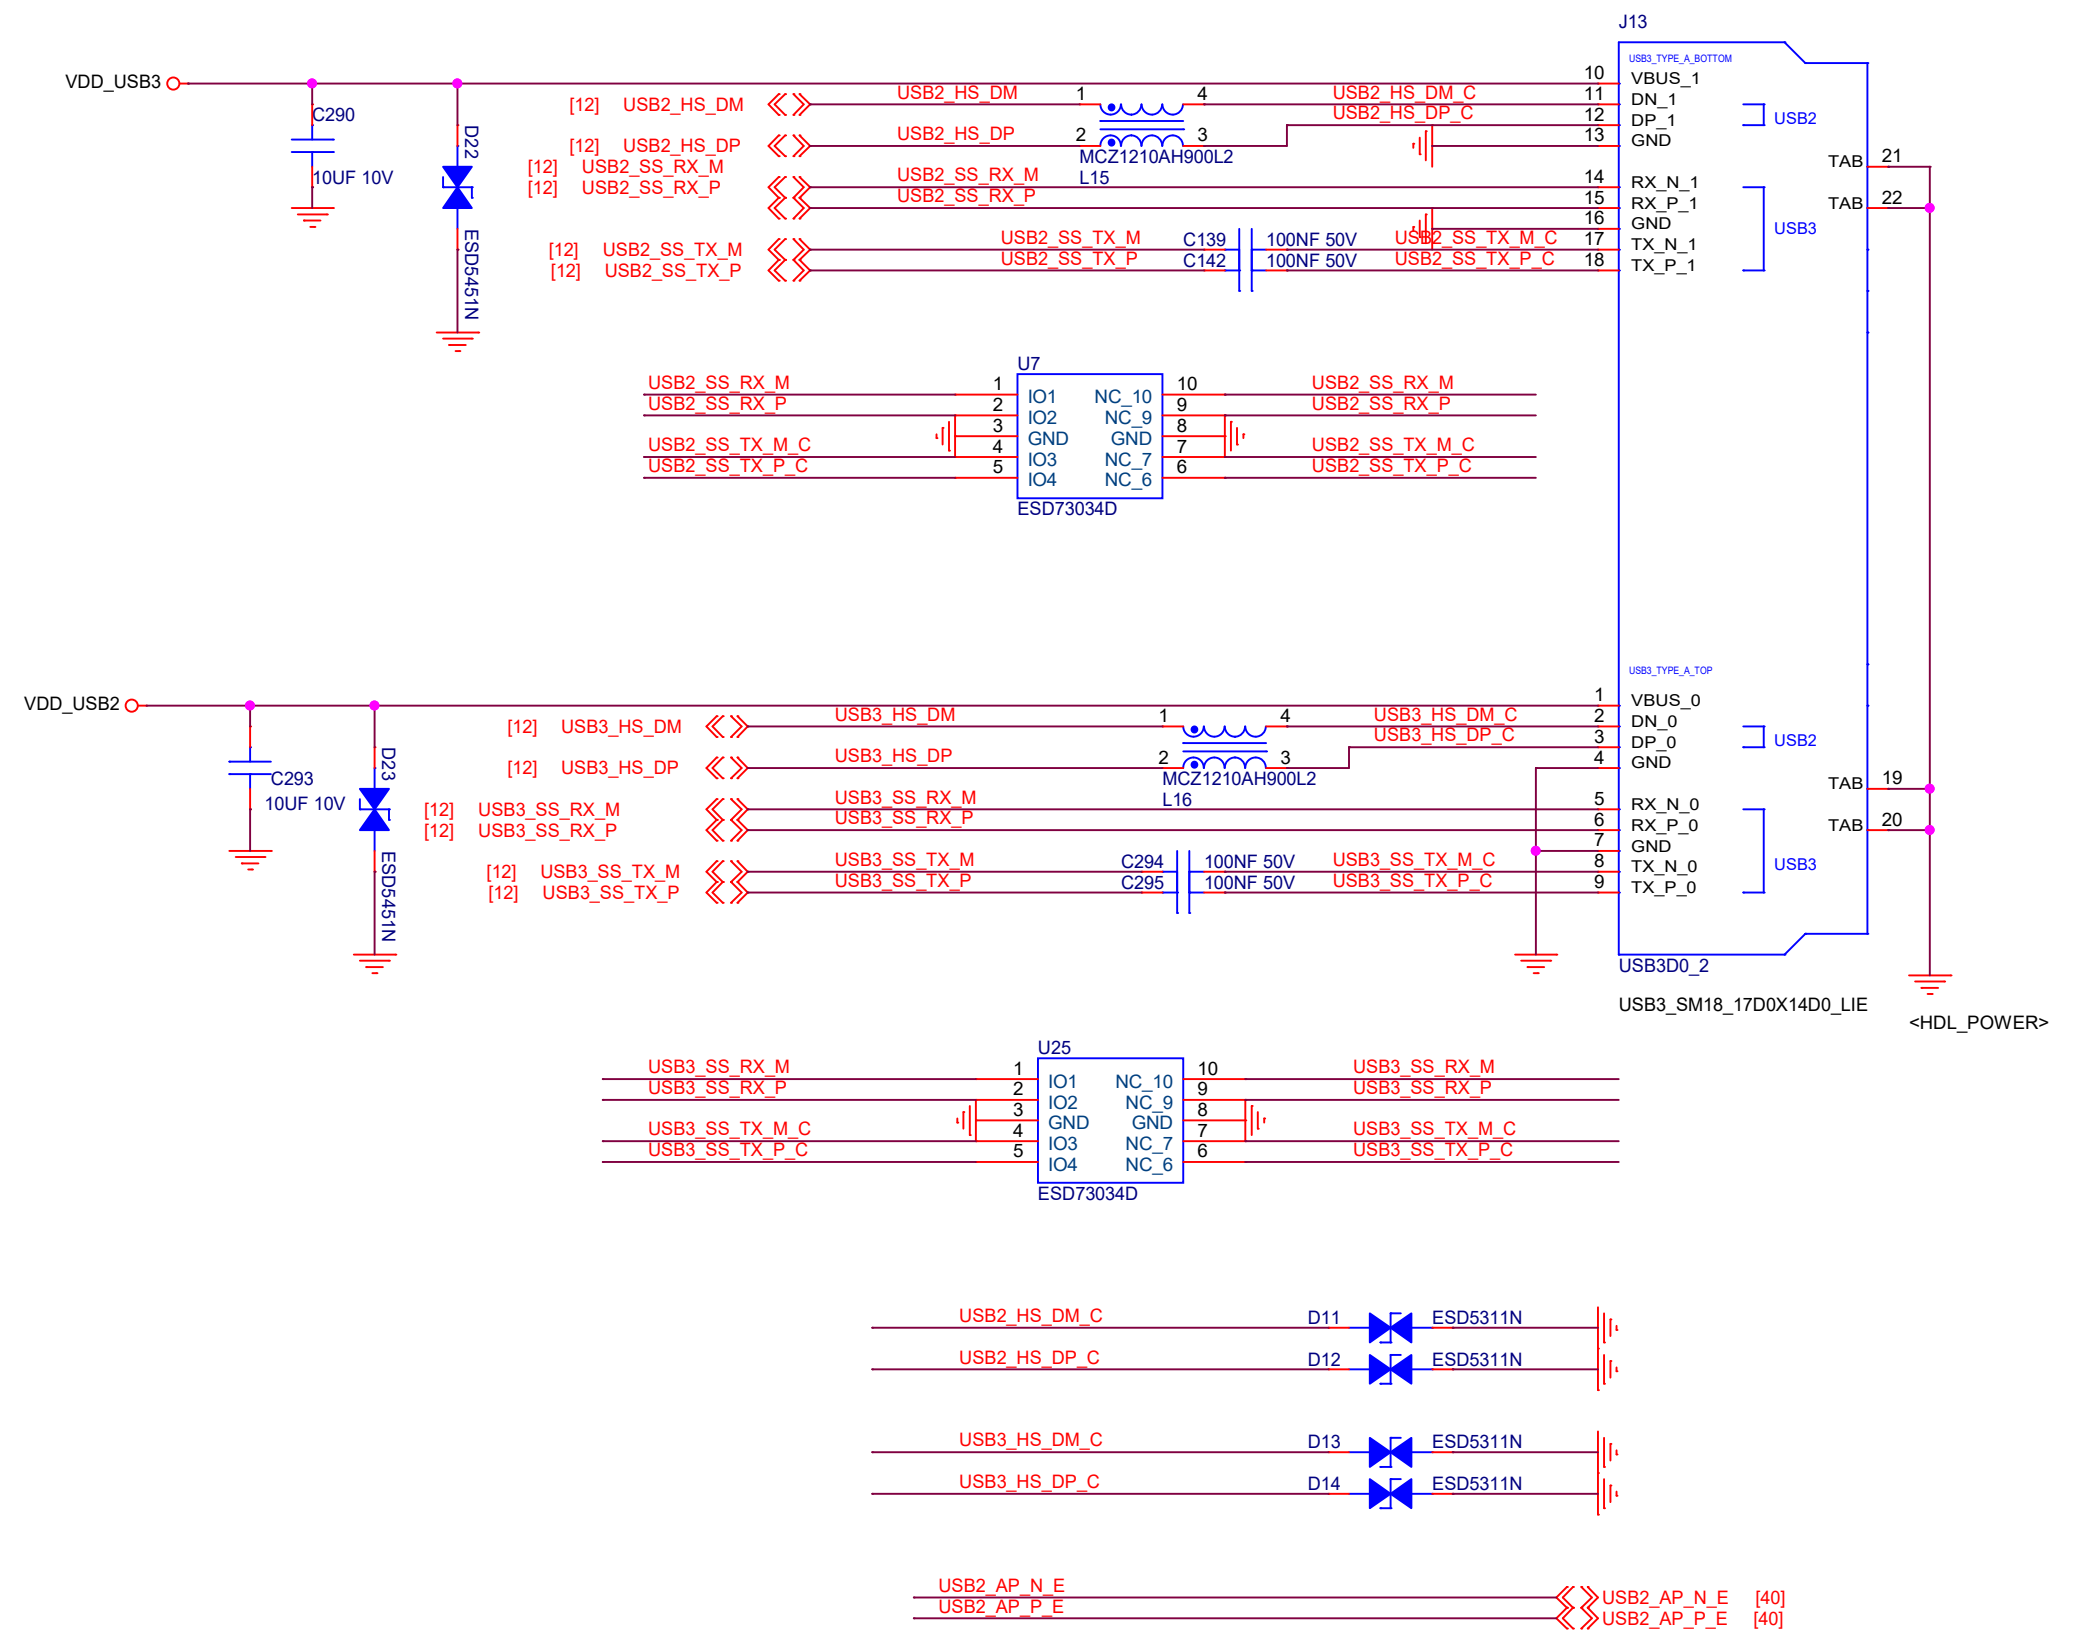 J13
USB3_TYPE_A_BOTTOM
VDD_USB3
10 VBUS_1
[12] USB2_HS_DM USB2_HS_DM 1 4 USB2_HS_DM_C 11 DN_1
USB2_HS_DP_C 12 DP_1
USB2
C290
D22
[12] USB2_HS_DP USB2_HS_DP 2 3 13 GND
MCZ1210AH900L2
L15
10UF 10V
[12] USB2_SS_RX_M USB2_SS_RX_M 14 RX_N_1
[12] USB2_SS_RX_P USB2_SS_RX_P 15 RX_P_1
16 GND
USB3
ESD5451N
[12] USB2_SS_TX_M USB2_SS_TX_M C139 100NF 50V USB2_SS_TX_M_C 17 TX_N_1
[12] USB2_SS_TX_P USB2_SS_TX_P C142 100NF 50V USB2_SS_TX_P_C 18 TX_P_1
TAB 21
TAB 22
U7
USB2_SS_RX_M 1 IO1 NC_10 10 USB2_SS_RX_M
USB2_SS_RX_P 2 IO2 NC_9 9 USB2_SS_RX_P
3 GND GND 8
USB2_SS_TX_M_C 4 IO3 NC_7 7 USB2_SS_TX_M_C
USB2_SS_TX_P_C 5 IO4 NC_6 6 USB2_SS_TX_P_C
ESD73034D
USB3_TYPE_A_TOP
VDD_USB2
1 VBUS_0
[12] USB3_HS_DM USB3_HS_DM 1 4 USB3_HS_DM_C 2 DN_0
USB3_HS_DP_C 3 DP_0
USB2
D23
[12] USB3_HS_DP USB3_HS_DP 2 3 4 GND
C293
10UF 10V
MCZ1210AH900L2
L16
[12] USB3_SS_RX_M USB3_SS_RX_M 5 RX_N_0
[12] USB3_SS_RX_P USB3_SS_RX_P 6 RX_P_0
7 GND
USB3
ESD5451N
[12] USB3_SS_TX_M USB3_SS_TX_M C294 100NF 50V USB3_SS_TX_M_C 8 TX_N_0
[12] USB3_SS_TX_P USB3_SS_TX_P C295 100NF 50V USB3_SS_TX_P_C 9 TX_P_0
TAB 19
TAB 20
USB3D0_2
USB3_SM18_17D0X14D0_LIE
<HDL_POWER>
U25
USB3_SS_RX_M 1 IO1 NC_10 10 USB3_SS_RX_M
USB3_SS_RX_P 2 IO2 NC_9 9 USB3_SS_RX_P
3 GND GND 8
USB3_SS_TX_M_C 4 IO3 NC_7 7 USB3_SS_TX_M_C
USB3_SS_TX_P_C 5 IO4 NC_6 6 USB3_SS_TX_P_C
ESD73034D
USB2_HS_DM_C D11 ESD5311N
USB2_HS_DP_C D12 ESD5311N
USB3_HS_DM_C D13 ESD5311N
USB3_HS_DP_C D14 ESD5311N
USB2_AP_N_E USB2_AP_N_E [40]
USB2_AP_P_E USB2_AP_P_E [40]